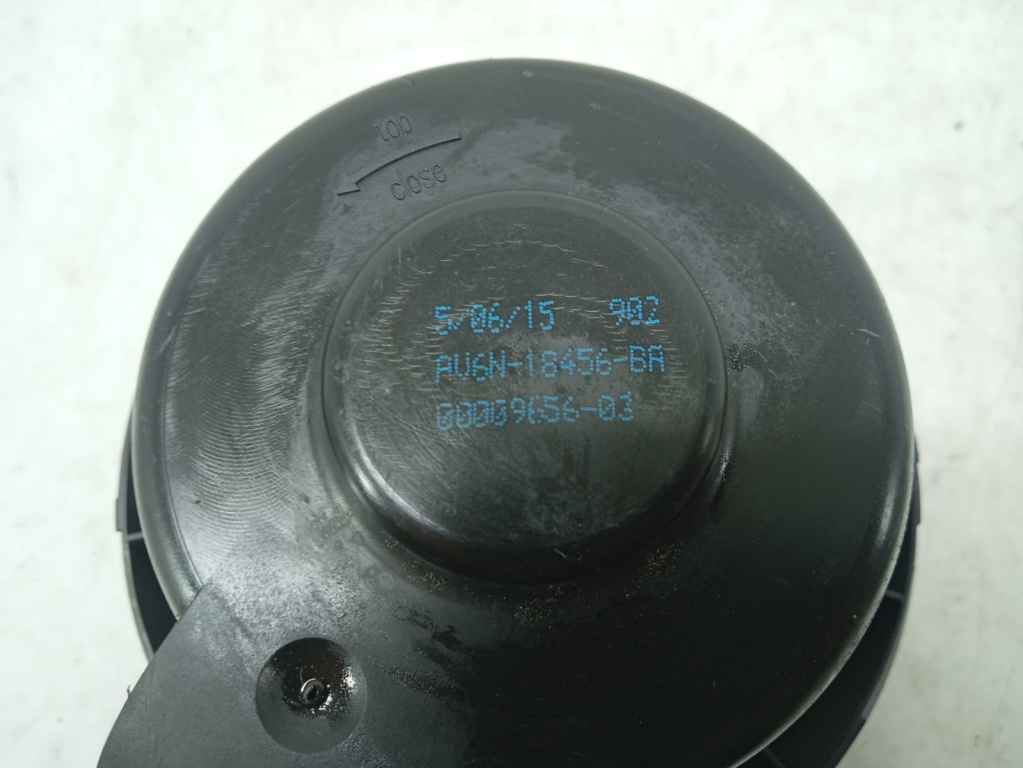 top
close
5/06/15 902
AV6N-18456-BA
00009656-03